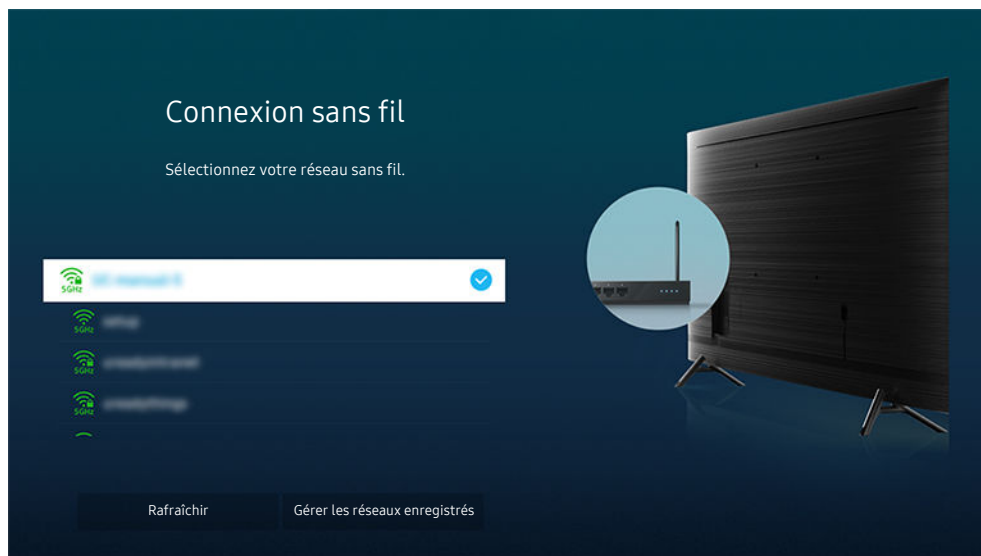 Connexion sans fil
Sélectionnez votre réseau sans fil.
5GHz
5GHz
5GHz
5GHz
Rafraîchir
Gérer les réseaux enregistrés